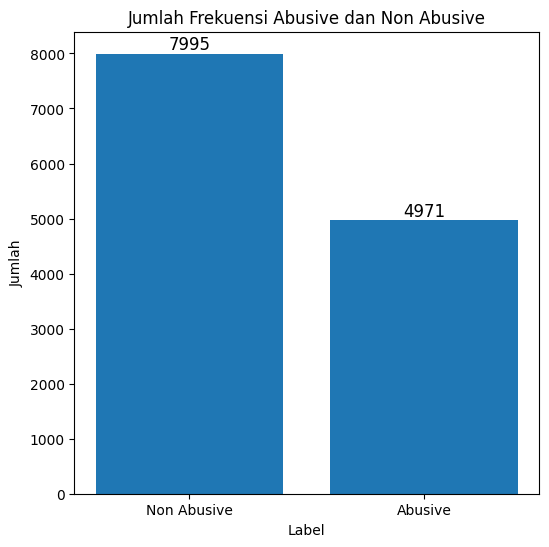 Jumlah Frekuensi Abusive dan Non Abusive
7995
4971
8000
7000
6000
5000
4000
3000
2000
1000
0
Jumlah
Non Abusive
Abusive
Label